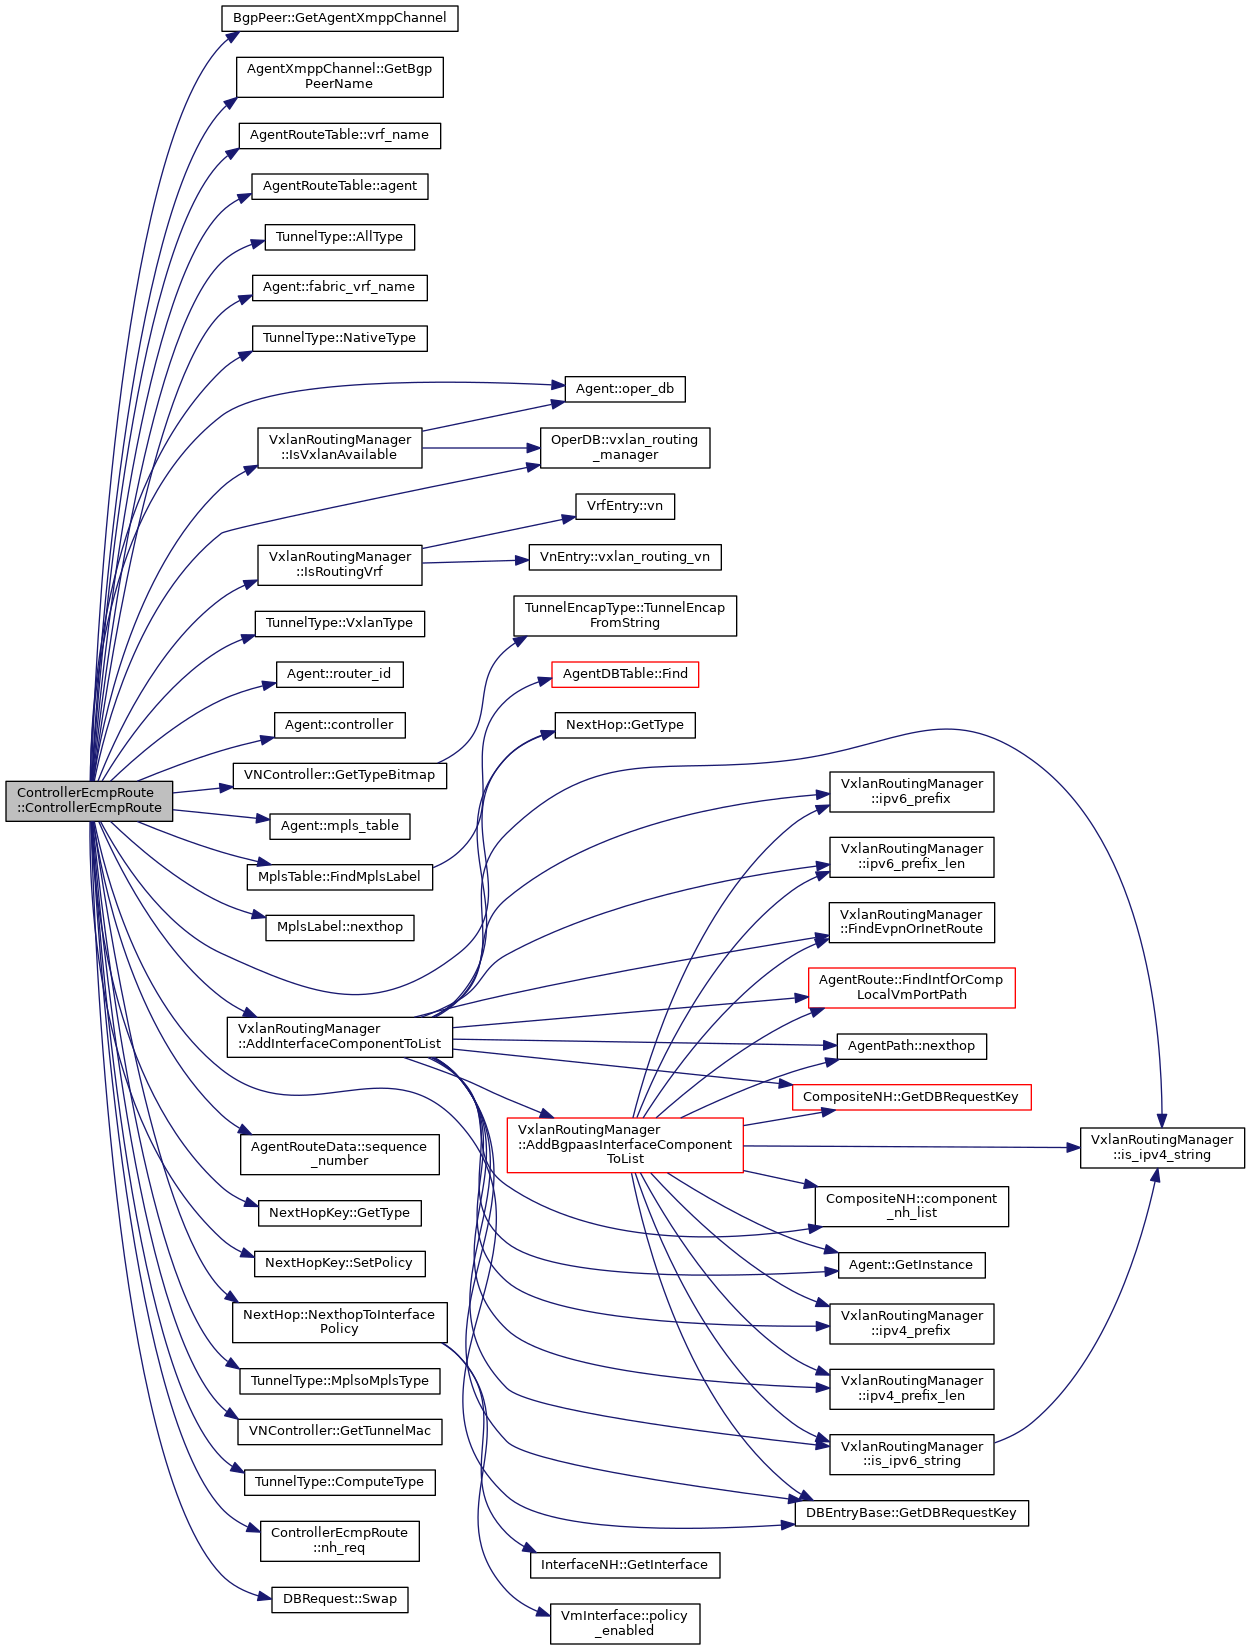 BgpPeer::GetAgentXmppChannel
AgentXmppChannel::GetBgp
PeerName
AgentRouteTable::vrf_name
AgentRouteTable::agent
TunnelType::AllType
Agent::fabric_vrf_name
TunnelType::NativeType
Agent::oper_db
VxlanRoutingManager
::IsVxlanAvailable
OperDB::vxlan_routing
_manager
VrfEntry::vn
VxlanRoutingManager
::IsRoutingVrf
VnEntry::vxlan_routing_vn
TunnelType::VxlanType
TunnelEncapType::TunnelEncap
FromString
Agent::router_id
AgentDBTable::Find
Agent::controller
NextHop::GetType
VNController::GetTypeBitmap
ControllerEcmpRoute
::ControllerEcmpRoute
VxlanRoutingManager
::ipv6_prefix
Agent::mpls_table
VxlanRoutingManager
::ipv6_prefix_len
MplsTable::FindMplsLabel
MplsLabel::nexthop
VxlanRoutingManager
::FindEvpnOrInetRoute
AgentRoute::FindIntfOrComp
LocalVmPortPath
VxlanRoutingManager
::AddInterfaceComponentToList
AgentPath::nexthop
CompositeNH::GetDBRequestKey
VxlanRoutingManager
::AddBgpaasInterfaceComponent
ToList
VxlanRoutingManager
::is_ipv4_string
AgentRouteData::sequence
_number
CompositeNH::component
_nh_list
NextHopKey::GetType
NextHopKey::SetPolicy
Agent::GetInstance
NextHop::NexthopToInterface
Policy
VxlanRoutingManager
::ipv4_prefix
TunnelType::MplsoMplsType
VxlanRoutingManager
::ipv4_prefix_len
VNController::GetTunnelMac
VxlanRoutingManager
::is_ipv6_string
TunnelType::ComputeType
DBEntryBase::GetDBRequestKey
ControllerEcmpRoute
::nh_req
InterfaceNH::GetInterface
DBRequest::Swap
VmInterface::policy
_enabled